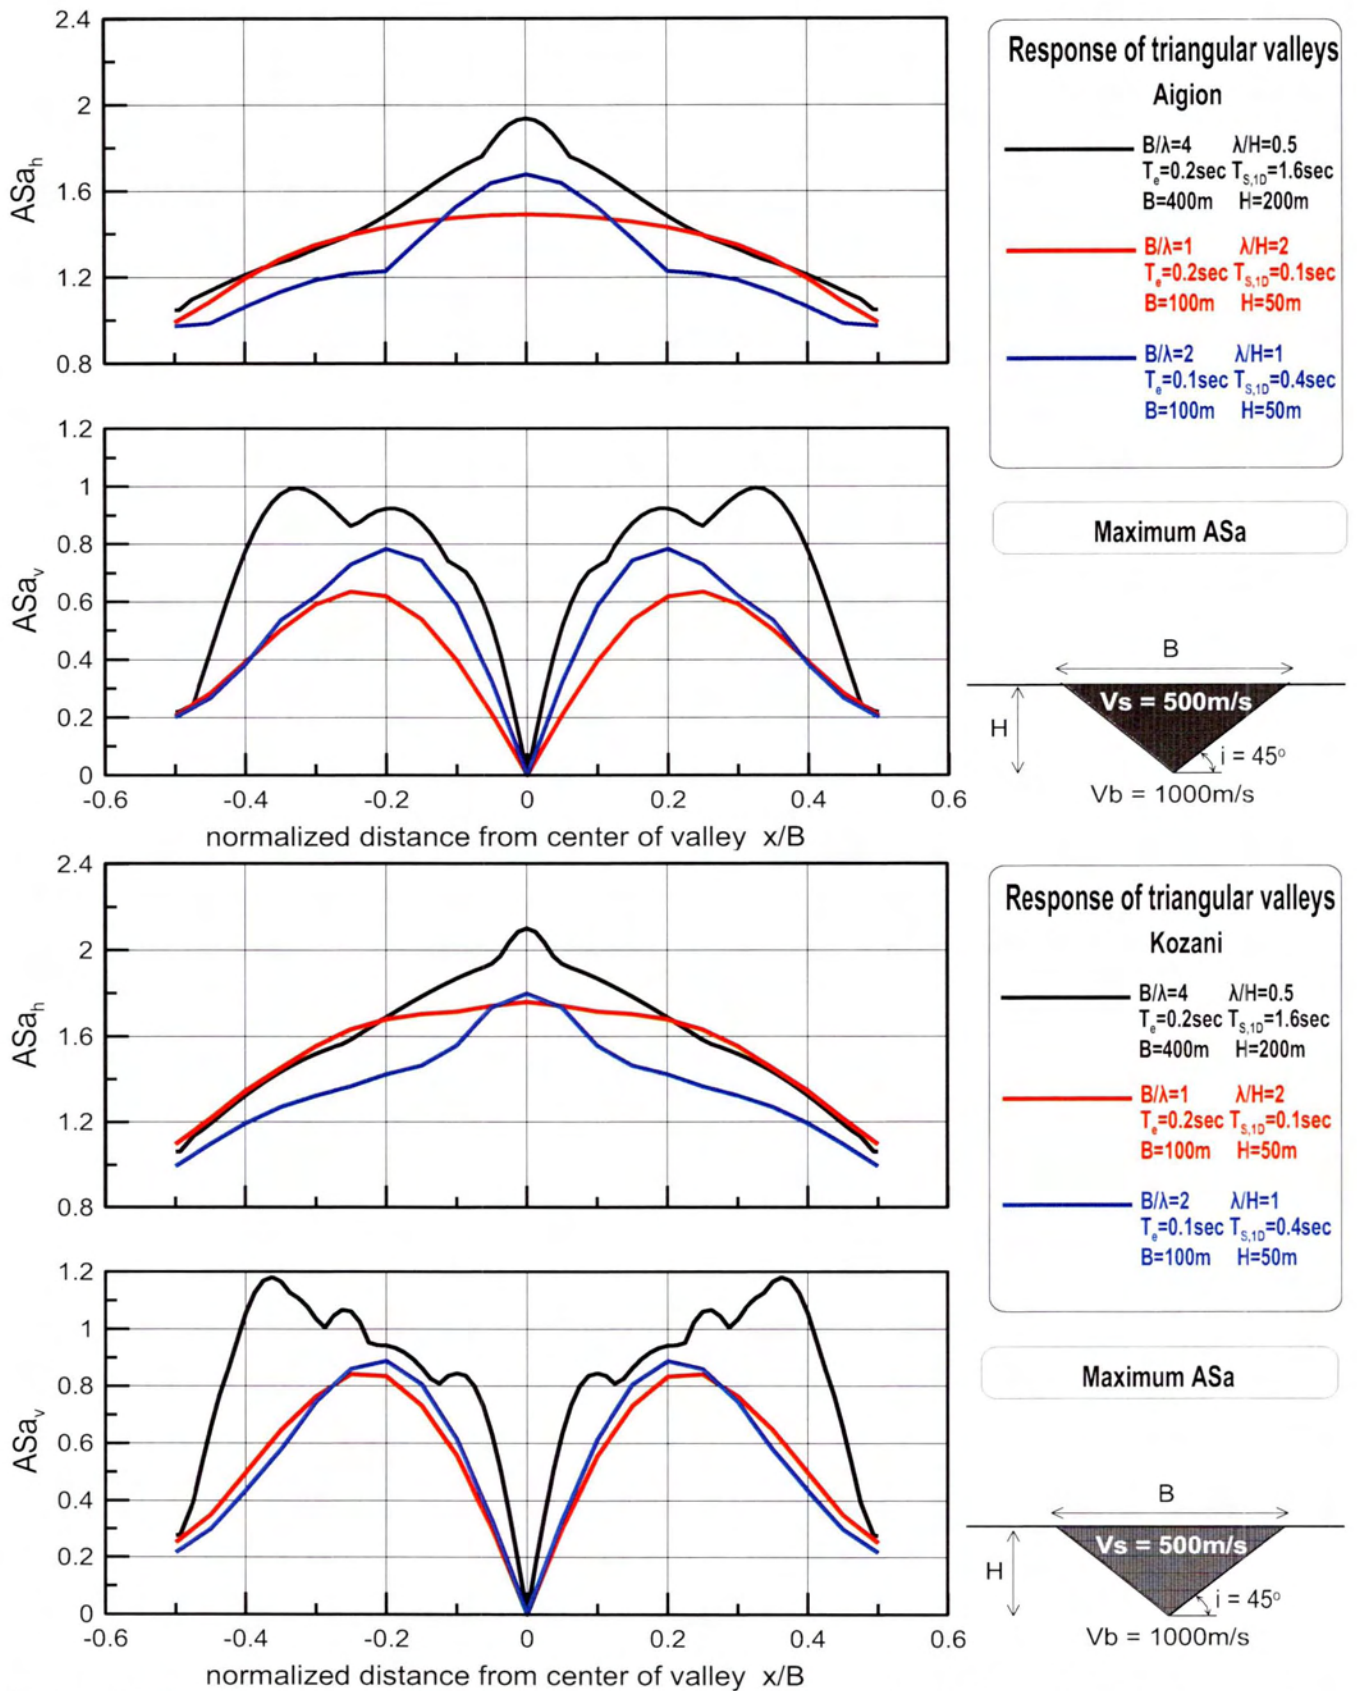 2.4
2
1.6
1.2
0.8
ASa_h
Response of triangular valleys
Aigion
B/λ=4 λ/H=0.5
T_e=0.2sec T_S,1D=1.6sec
B=400m H=200m
B/λ=1 λ/H=2
T_e=0.2sec T_S,1D=0.1sec
B=100m H=50m
B/λ=2 λ/H=1
T_e=0.1sec T_S,1D=0.4sec
B=100m H=50m
1.2
1
0.8
0.6
0.4
0.2
0
ASa_v
-0.6 -0.4 -0.2 0 0.2 0.4 0.6
normalized distance from center of valley x/B
Maximum ASa
B
Vs = 500m/s
H
i = 45°
Vb = 1000m/s
2.4
2
1.6
1.2
0.8
ASa_h
Response of triangular valleys
Kozani
B/λ=4 λ/H=0.5
T_e=0.2sec T_S,1D=1.6sec
B=400m H=200m
B/λ=1 λ/H=2
T_e=0.2sec T_S,1D=0.1sec
B=100m H=50m
B/λ=2 λ/H=1
T_e=0.1sec T_S,1D=0.4sec
B=100m H=50m
1.2
1
0.8
0.6
0.4
0.2
0
ASa_v
-0.6 -0.4 -0.2 0 0.2 0.4 0.6
normalized distance from center of valley x/B
Maximum ASa
B
Vs = 500m/s
H
i = 45°
Vb = 1000m/s